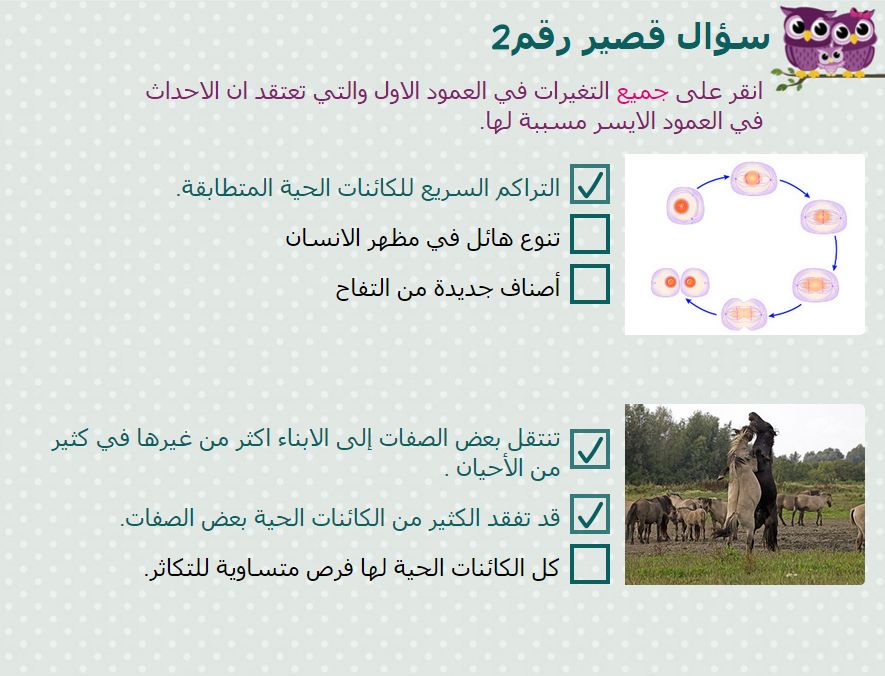 سؤال قصير رقم2
انقر على جميع التغيرات في العمود الاول والتي تعتقد ان الاحداث
في العمود الايسر مسببة لها.
التراكم السريع للكائنات الحية المتطابقة.
تنوع هائل في مظهر الانسان
أصناف جديدة من التفاح
تنتقل بعض الصفات إلى الابناء اكثر من غيرها في كثير
من الأحيان .
قد تفقد الكثير من الكائنات الحية بعض الصفات.
كل الكائنات الحية لها فرص متساوية للتكاثر.